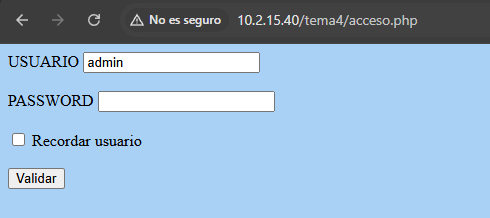 No es seguro 10.2.15.40/tema4/acceso.php
USUARIO admin
PASSWORD
Recordar usuario
Validar